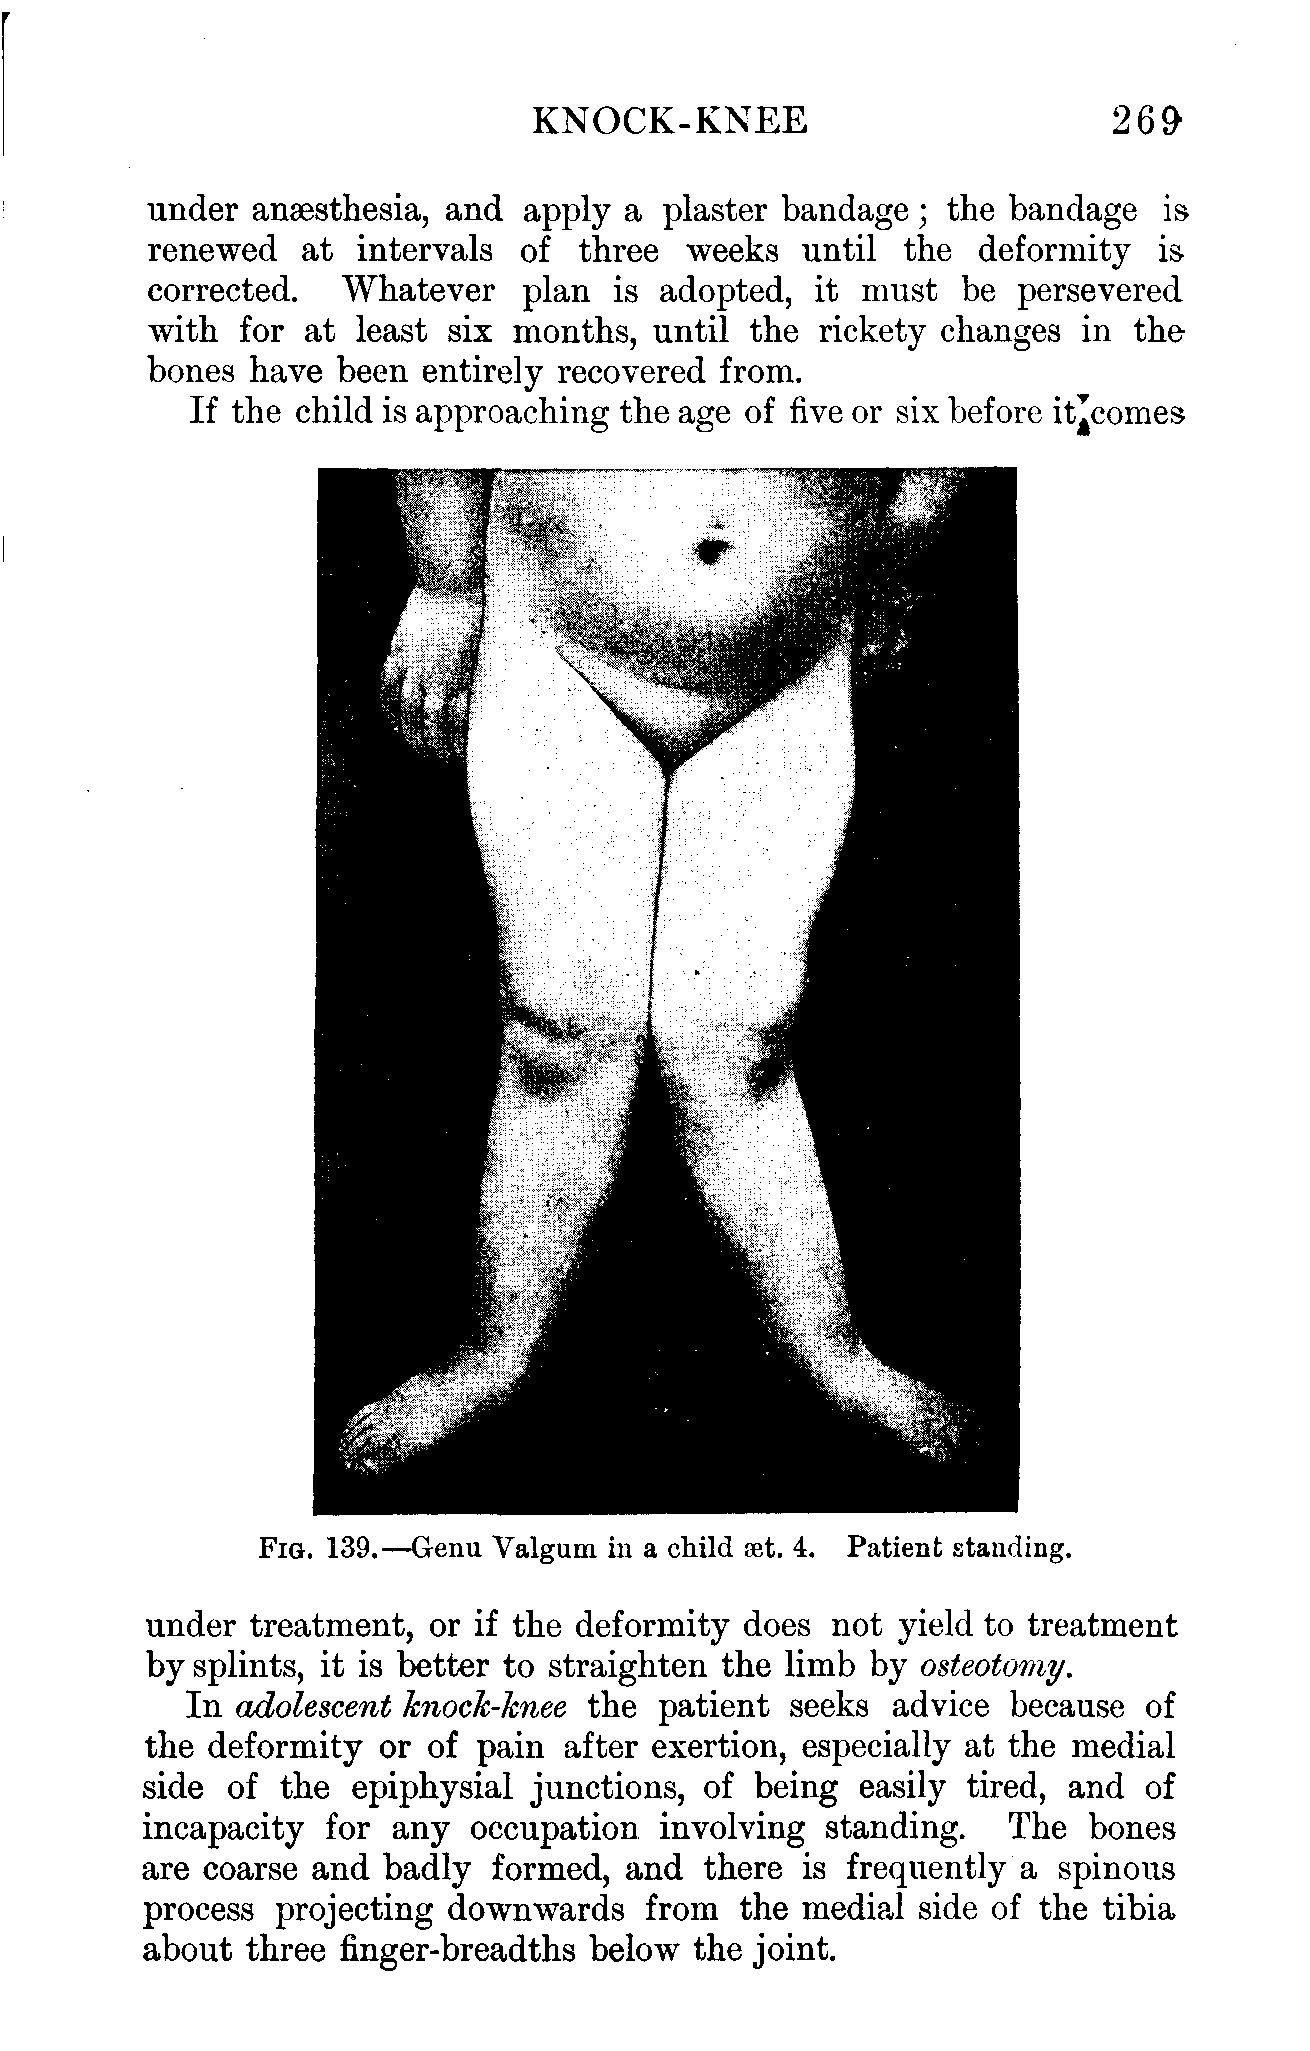 KNOCK-KNEE 269
under anæsthesia, and apply a plaster bandage; the bandage is
renewed at intervals of three weeks until the deformity is
corrected. Whatever plan is adopted, it must be persevered
with for at least six months, until the rickety changes in the
bones have been entirely recovered from.
If the child is approaching the age of five or six before it comes
FIG. 139.—Genu Valgum in a child æt. 4. Patient standing.
under treatment, or if the deformity does not yield to treatment
by splints, it is better to straighten the limb by osteotomy.
In adolescent knock-knee the patient seeks advice because of
the deformity or of pain after exertion, especially at the medial
side of the epiphysial junctions, of being easily tired, and of
incapacity for any occupation involving standing. The bones
are coarse and badly formed, and there is frequently a spinous
process projecting downwards from the medial side of the tibia
about three finger-breadths below the joint.